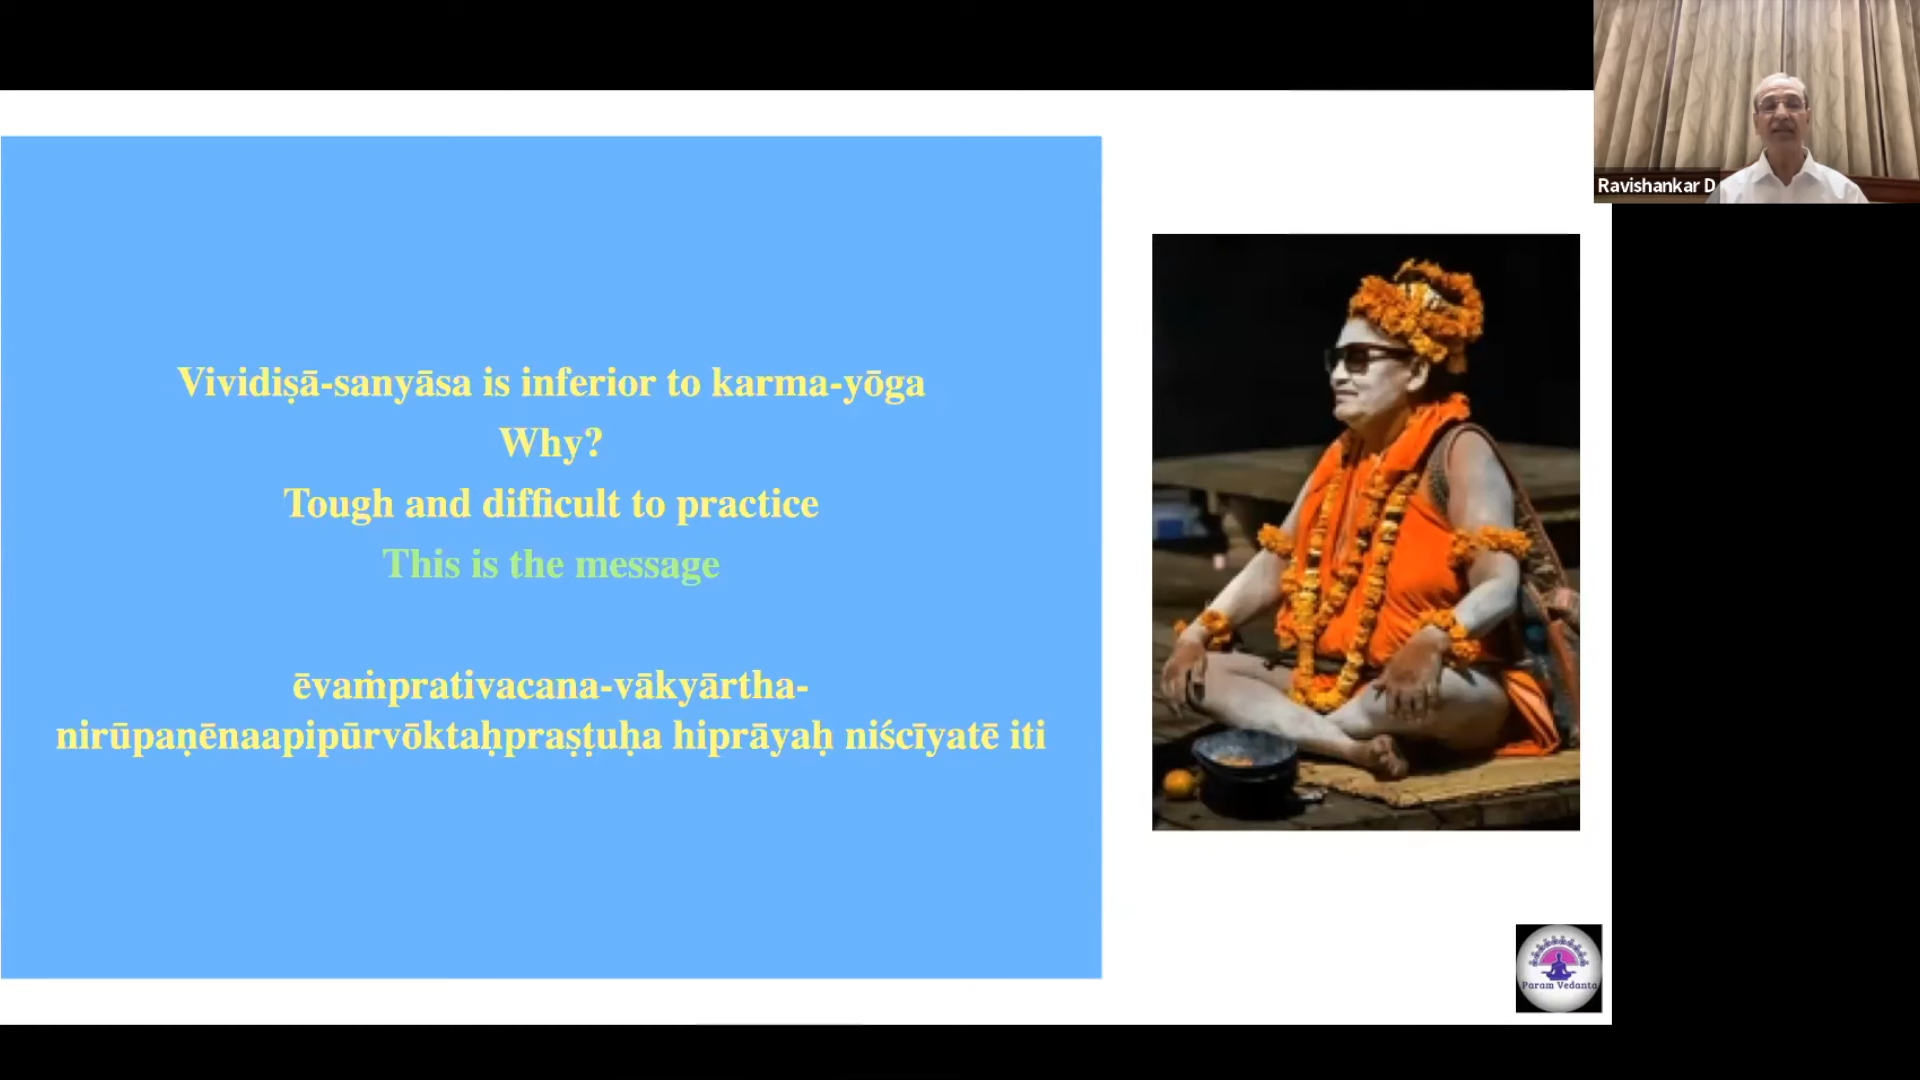 Ravishankar D
Vividiṣā-sanyāsa is inferior to karma-yōga
Why?
Tough and difficult to practice
This is the message
ēvaṁprativacana-vākyārtha-
nirūpaṇēnaapipūrvōktaḥpraṣṭuḥa hiprāyaḥ niścīyatē iti
Param Vedanta